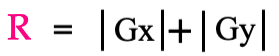 R = |Gx|+|Gy|